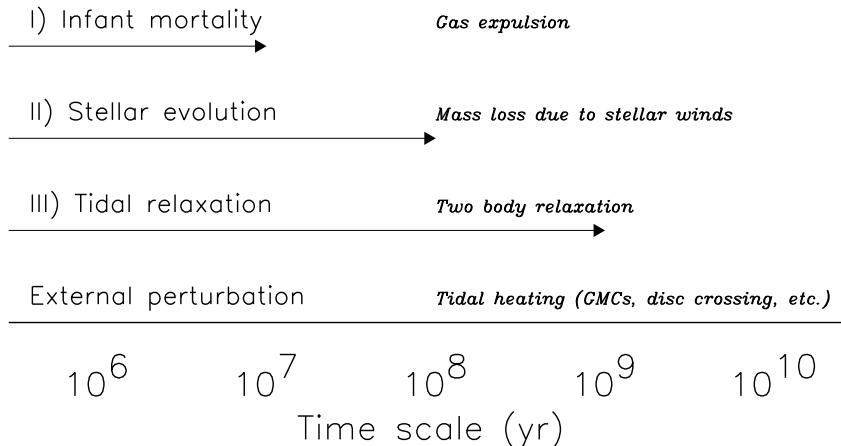 I) Infant mortality Gas expulsion
II) Stellar evolution Mass loss due to stellar winds
III) Tidal relaxation Two body relaxation
External perturbation Tidal heating (GMCs, disc crossing, etc.)
10^6 10^7 10^8 10^9 10^10
Time scale (yr)